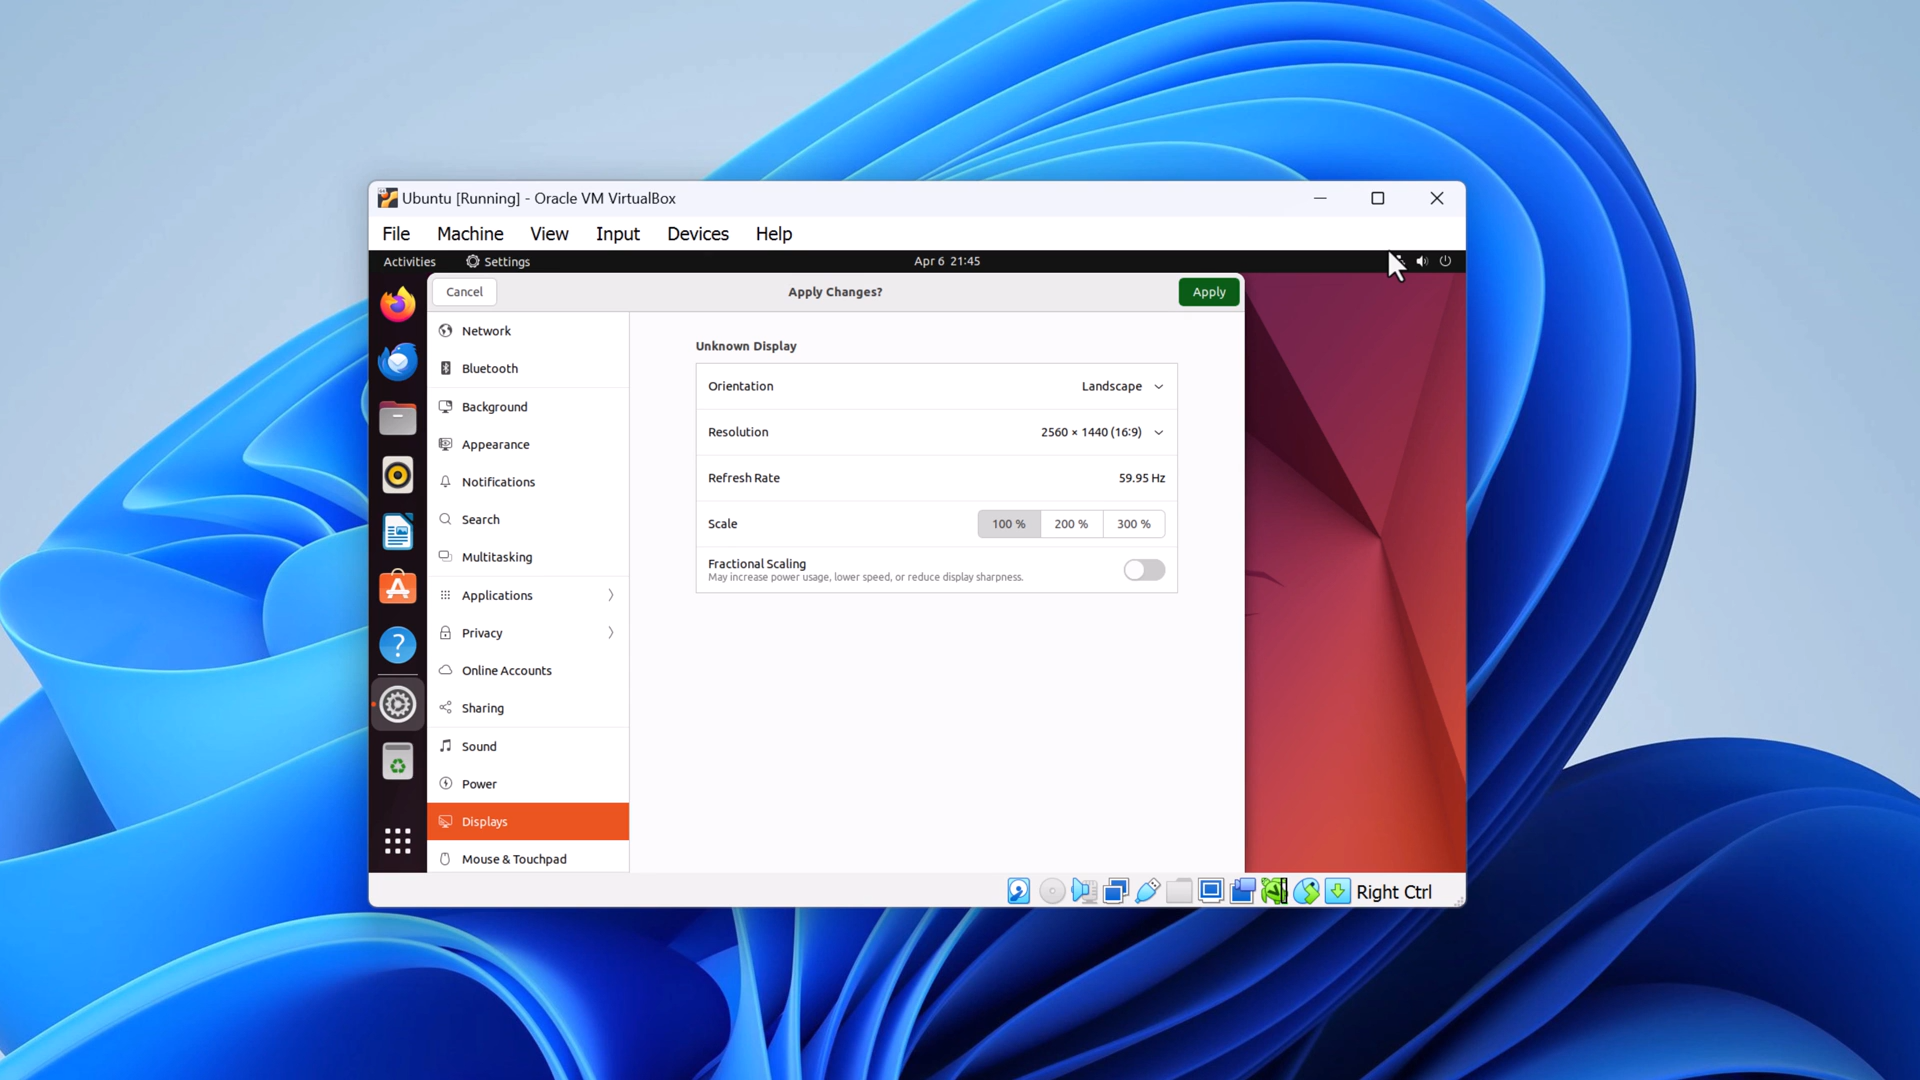 Ubuntu [Running] - Oracle VM VirtualBox
File Machine View Input Devices Help
Activities Settings Apr 6 21:45
Cancel Apply Changes? Apply
Network
Bluetooth
Background
Appearance
Notifications
Search
Multitasking
Applications
Privacy
Online Accounts
Sharing
Sound
Power
Displays
Mouse & Touchpad
Unknown Display
Orientation Landscape
Resolution 2560 × 1440 (16:9)
Refresh Rate 59.95 Hz
Scale 100 % 200 % 300 %
Fractional Scaling
May increase power usage, lower speed, or reduce display sharpness.
Right Ctrl